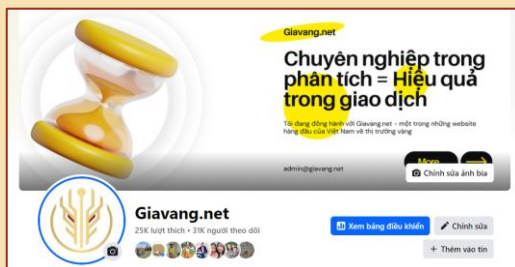 Giavang.net
Chuyên nghiệp trong
phân tích = Hiệu quả
trong giao dịch
Tôi đang đồng hành với Giavang.net - một trong những website
hàng đầu của Việt Nam về thị trường vàng
admin@giavang.net
More
Chỉnh sửa ảnh bìa
Giavang.net
25K lượt thích • 31K người theo dõi
Xem bảng điều khiển
Chỉnh sửa
+ Thêm vào tin